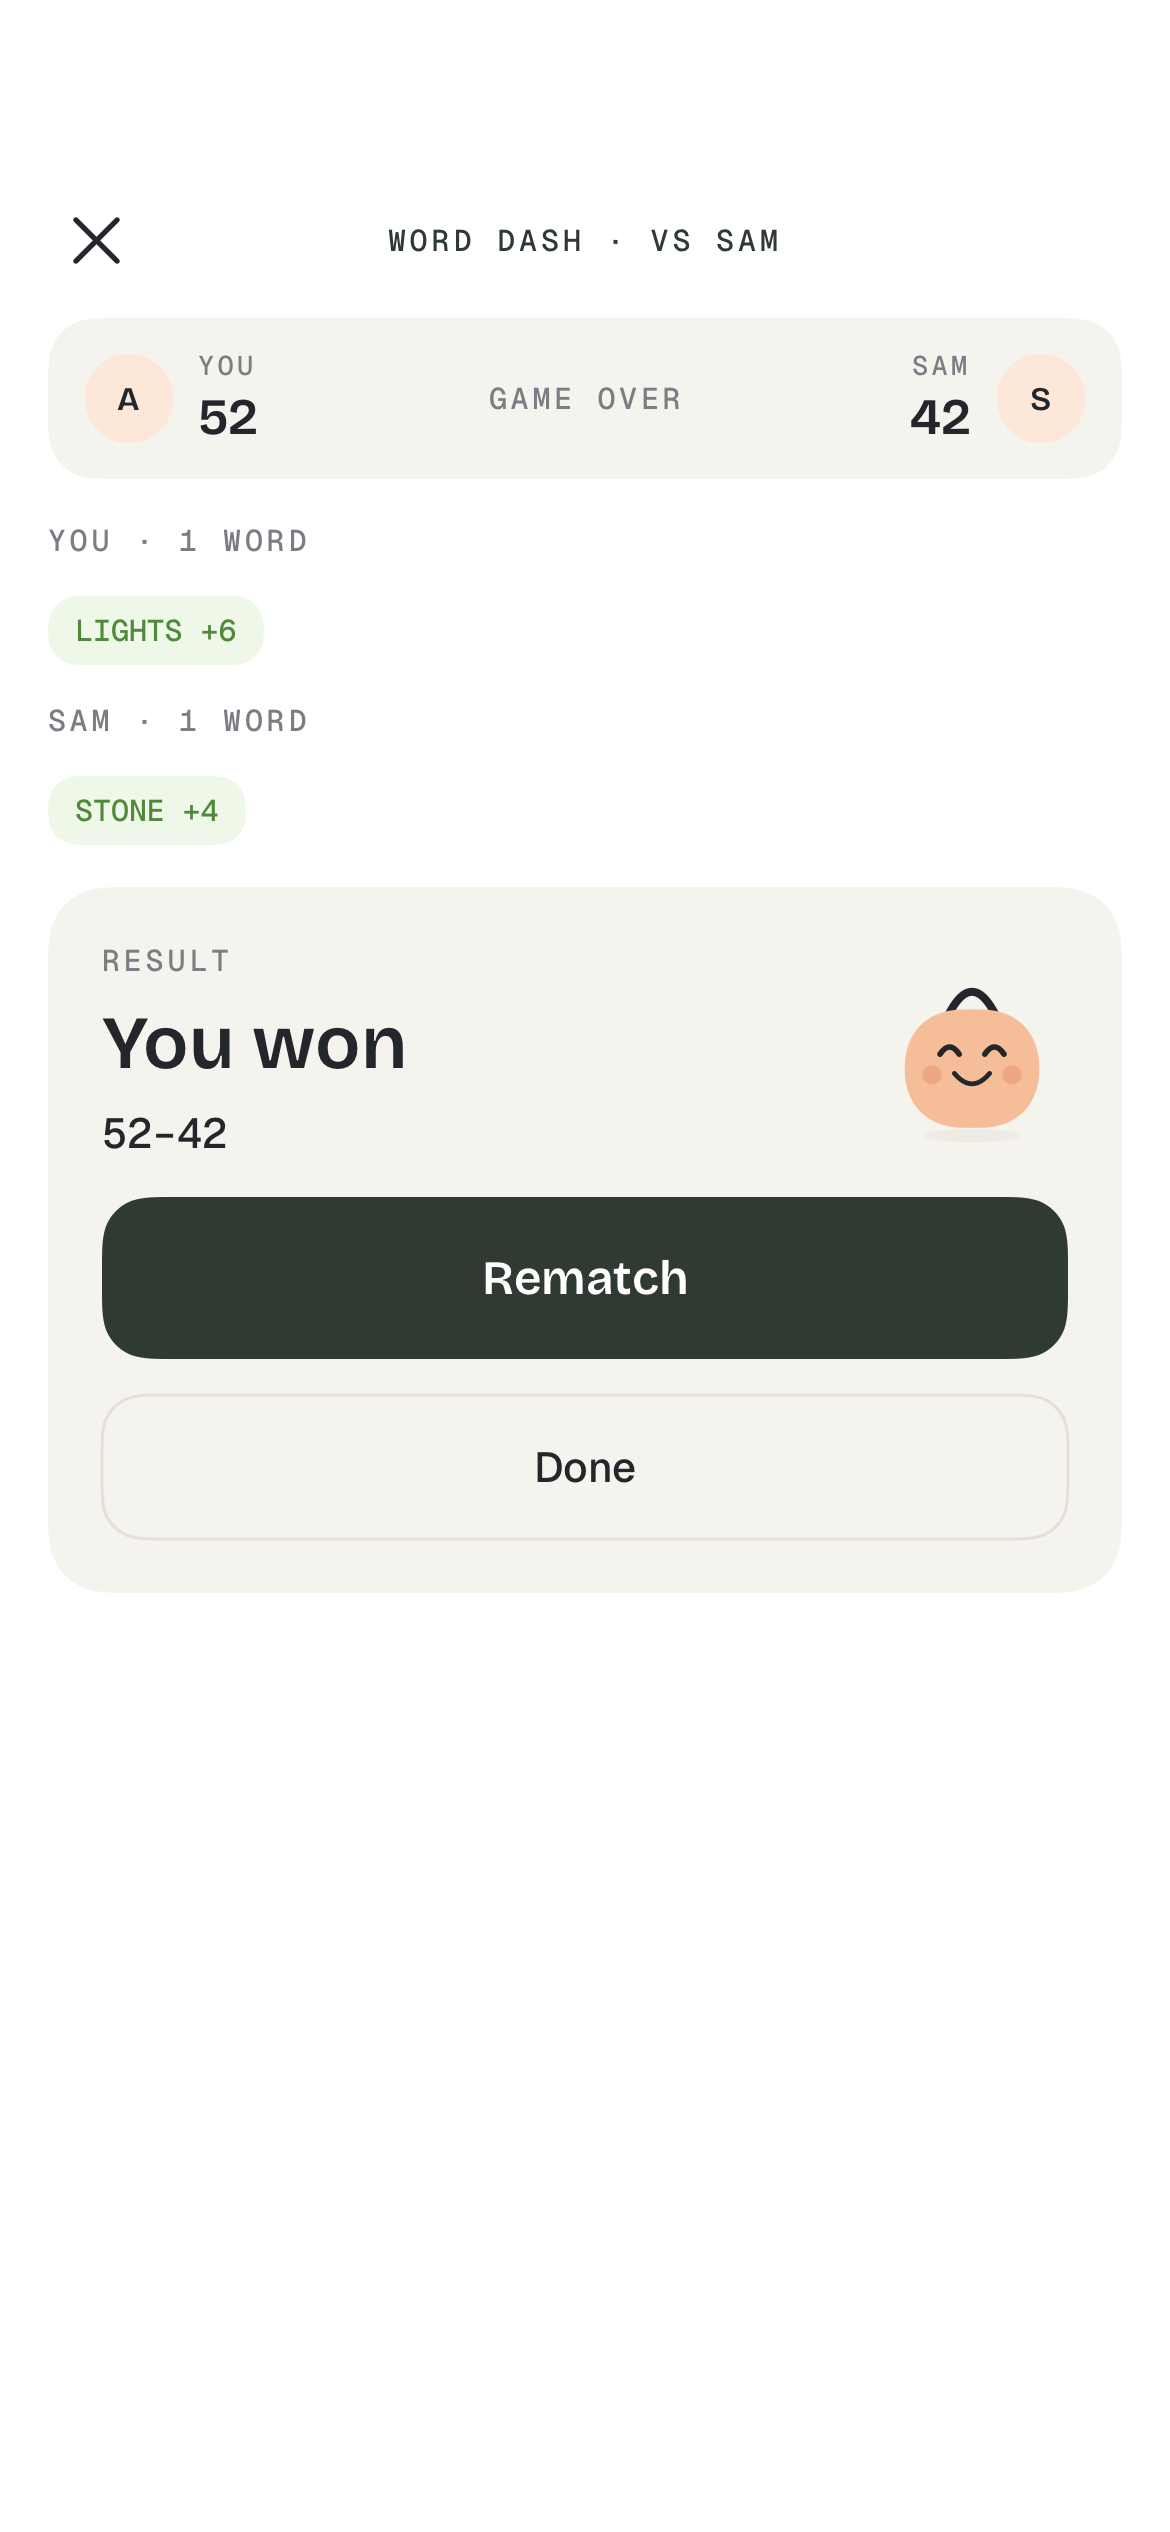 WORD DASH · VS SAM
A
YOU
52
GAME OVER
SAM
42
S
YOU · 1 WORD
LIGHTS +6
SAM · 1 WORD
STONE +4
RESULT
You won
52–42
Rematch
Done